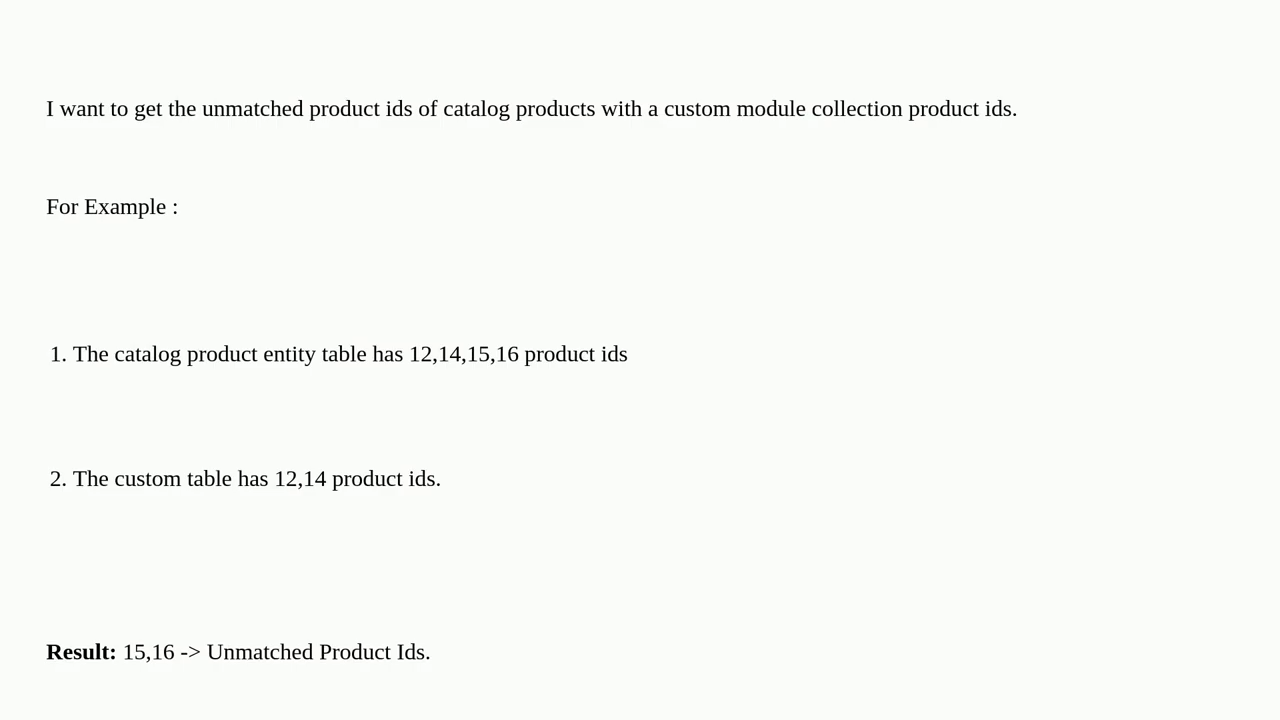 I want to get the unmatched product ids of catalog products with a custom module collection product ids.
For Example :
1. The catalog product entity table has 12,14,15,16 product ids
2. The custom table has 12,14 product ids.
Result: 15,16 -> Unmatched Product Ids.